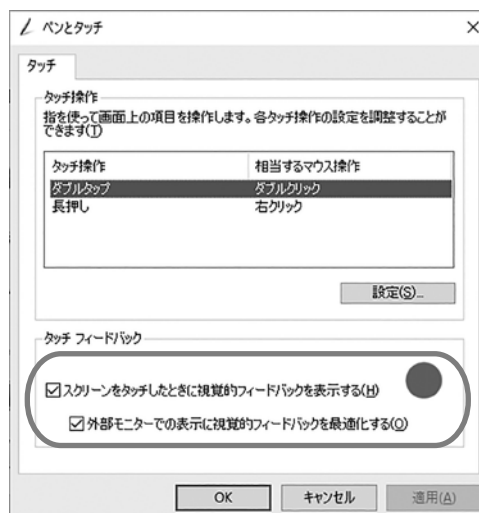 ペンとタッチ
タッチ
タッチ操作
指を使って画面上の項目を操作します。各タッチ操作の設定を調整することが
できます(T)
タッチ操作 相当するマウス操作
ダブルタップ ダブルクリック
長押し 右クリック
設定(S)...
タッチ フィードバック
スクリーンをタッチしたときに視覚的フィードバックを表示する(H)
外部モニターでの表示に視覚的フィードバックを最適化する(O)
OK キャンセル 適用(A)